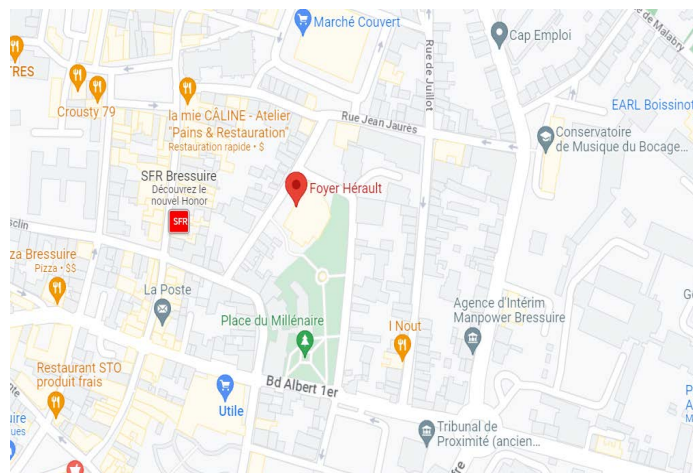 Marché Couvert
Cap Emploi
de Malabry
TRES
Crousty 79
la mie CÂLINE - Atelier
"Pains & Restauration"
Restauration rapide • $
Rue de Juillot
Rue Jean Jaurès
EARL Boissinot
Conservatoire
de Musique du Bocage...
SFR Bressuire
Découvrez le
nouvel Honor
SFR
Foyer Hérault
sclin
za Bressuire
Pizza • $$
La Poste
Place du Millénaire
I Nout
Agence d'Intérim
Manpower Bressuire
Restaurant STO
produit frais
Utile
Bd Albert 1er
Tribunal de
Proximité (ancien...